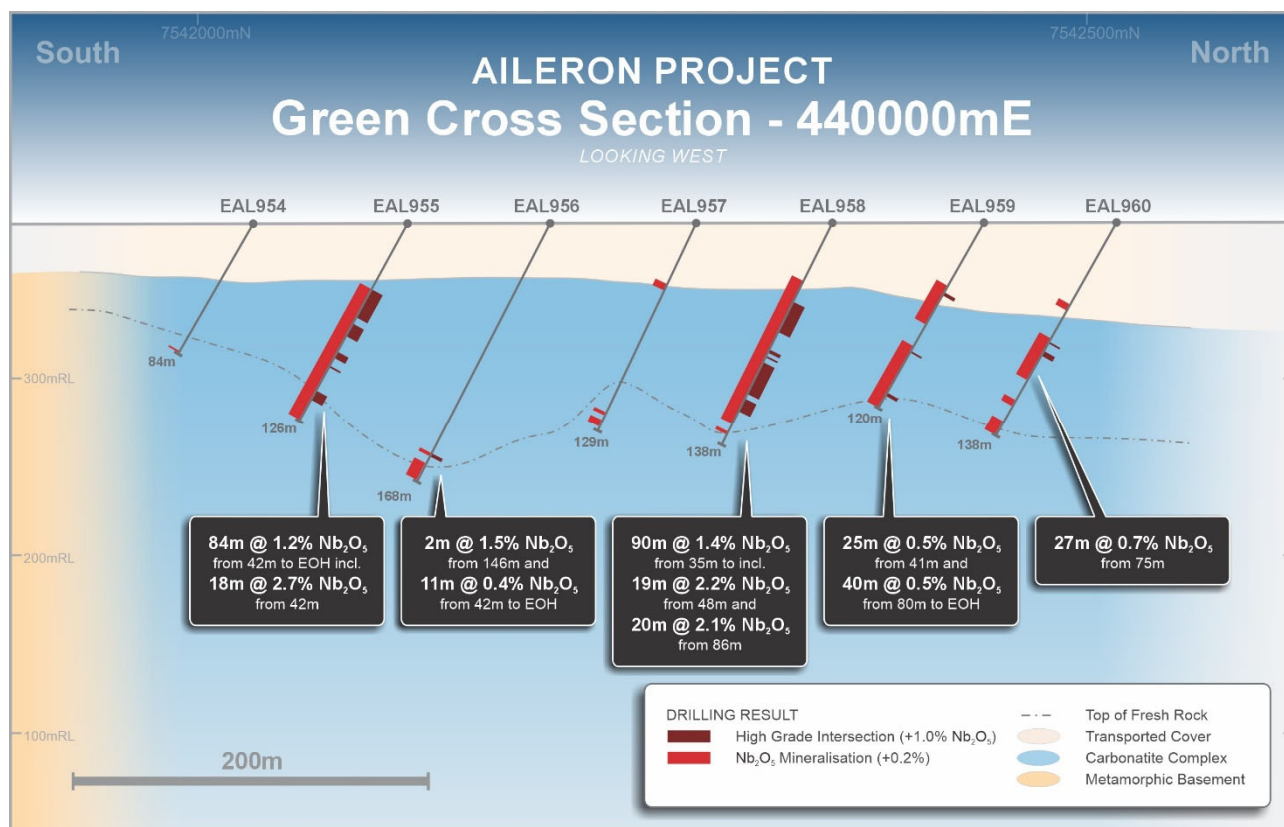 7542000mN
7542500mN
South
North
AILERON PROJECT
Green Cross Section - 440000mE
LOOKING WEST
EAL954
EAL955
EAL956
EAL957
EAL958
EAL959
EAL960
84m
300mRL
126m
168m
129m
138m
120m
138m
84m @ 1.2% Nb₂O₅
from 42m to EOH incl.
18m @ 2.7% Nb₂O₅
from 42m
2m @ 1.5% Nb₂O₅
from 146m and
11m @ 0.4% Nb₂O₅
from 42m to EOH
90m @ 1.4% Nb₂O₅
from 35m to incl.
19m @ 2.2% Nb₂O₅
from 48m and
20m @ 2.1% Nb₂O₅
from 86m
25m @ 0.5% Nb₂O₅
from 41m and
40m @ 0.5% Nb₂O₅
from 80m to EOH
27m @ 0.7% Nb₂O₅
from 75m
200mRL
100mRL
200m
DRILLING RESULT
High Grade Intersection (+1.0% Nb₂O₅)
Nb₂O₅ Mineralisation (+0.2%)
Top of Fresh Rock
Transported Cover
Carbonatite Complex
Metamorphic Basement